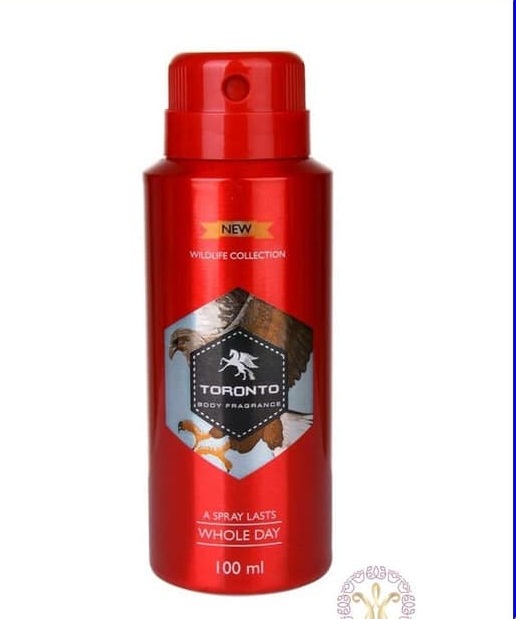 NEW
WILDLIFE COLLECTION
TORONTO
BODY FRAGRANCE
A SPRAY LASTS
WHOLE DAY
100 ml